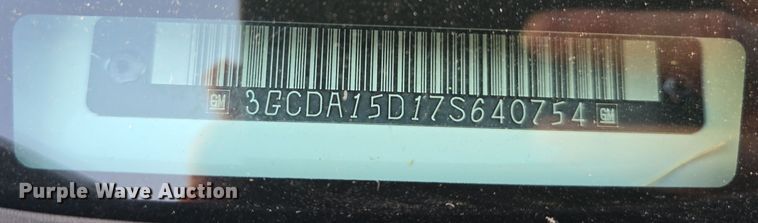 GM 3GCDA15D17S640754 GM
Purple Wave Auction